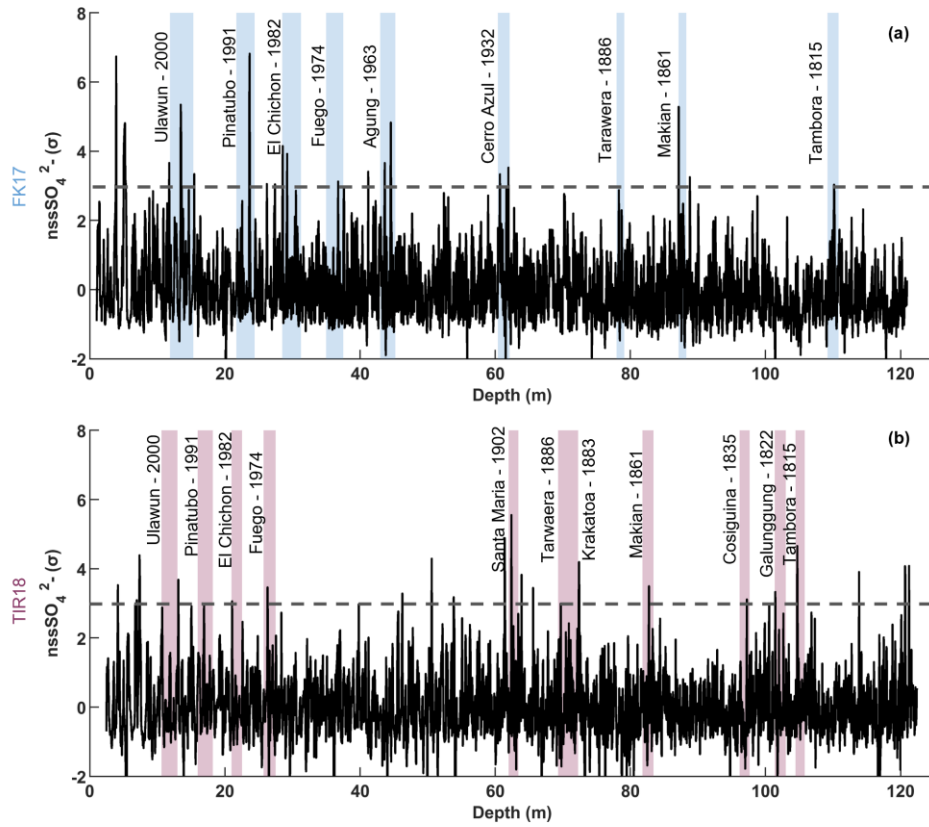 (a)
8
6
4
2
0
-2
FK17
nssSO4 2- (σ)
Ulawun - 2000
Pinatubo - 1991
El Chichon - 1982
Fuego - 1974
Agung - 1963
Cerro Azul - 1932
Tarawera - 1886
Makian - 1861
Tambora - 1815
0 20 40 60 80 100 120
Depth (m)
(b)
8
6
4
2
0
-2
TIR18
nssSO4 2- (σ)
Ulawun - 2000
Pinatubo - 1991
El Chichon - 1982
Fuego - 1974
Santa Maria - 1902
Tarwaera - 1886
Krakatoa - 1883
Makian - 1861
Cosiguina - 1835
Galunggung - 1822
Tambora - 1815
0 20 40 60 80 100 120
Depth (m)